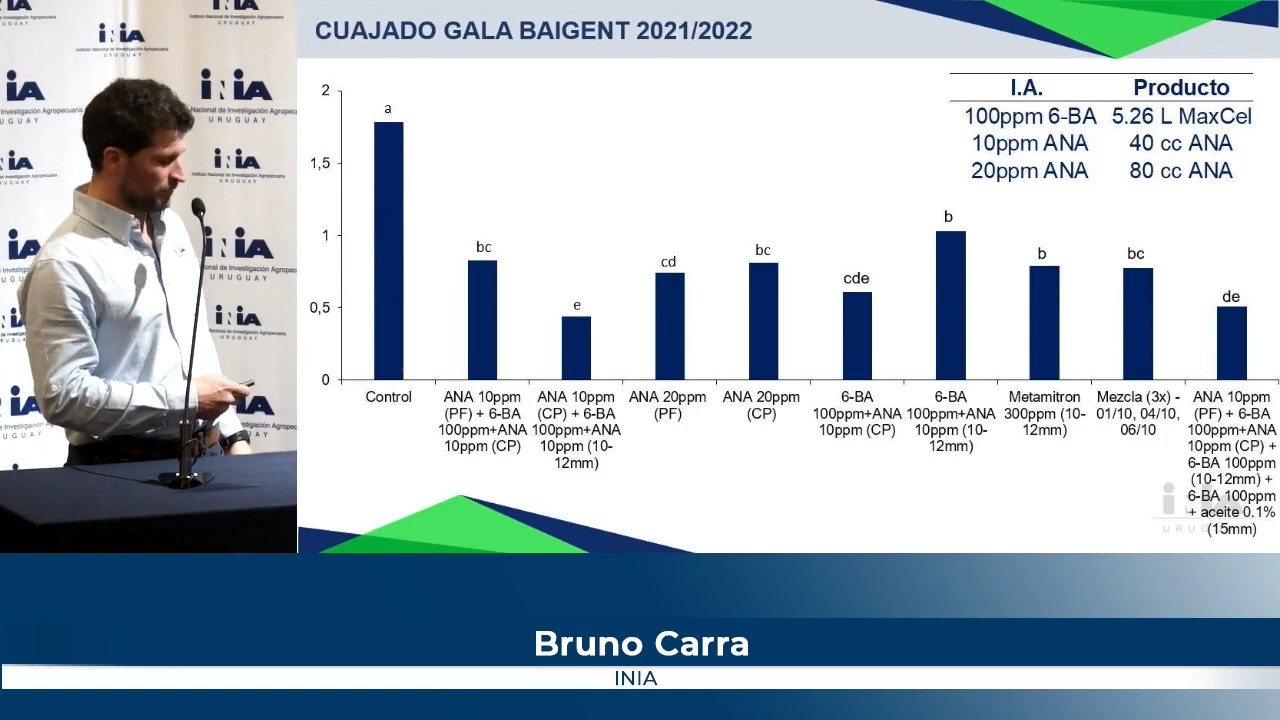 CUAJADO GALA BAIGENT 2021/2022
I.A. Producto
100ppm 6-BA 5.26 L MaxCel
10ppm ANA 40 cc ANA
20ppm ANA 80 cc ANA
2
1,5
1
0,5
0
a
bc
e
cd
bc
cde
b
b
bc
de
Control
ANA 10ppm
(PF) + 6-BA
100ppm+ANA
10ppm (CP)
ANA 10ppm
(CP) + 6-BA
100ppm+ANA
10ppm (10-
12mm)
ANA 20ppm
(PF)
ANA 20ppm
(CP)
6-BA
100ppm+ANA
10ppm (CP)
6-BA
100ppm+ANA
10ppm (10-
12mm)
Metamitron
300ppm (10-
12mm)
Mezcla (3x) -
01/10, 04/10,
06/10
ANA 10ppm
(PF) + 6-BA
100ppm+ANA
10ppm (CP) +
6-BA 100ppm
(10-12mm) +
6-BA 100ppm
+ aceite 0.1%
(15mm)
INIA
Instituto Nacional de Investigación Agropecuaria
URUGUAY
Bruno Carra
INIA